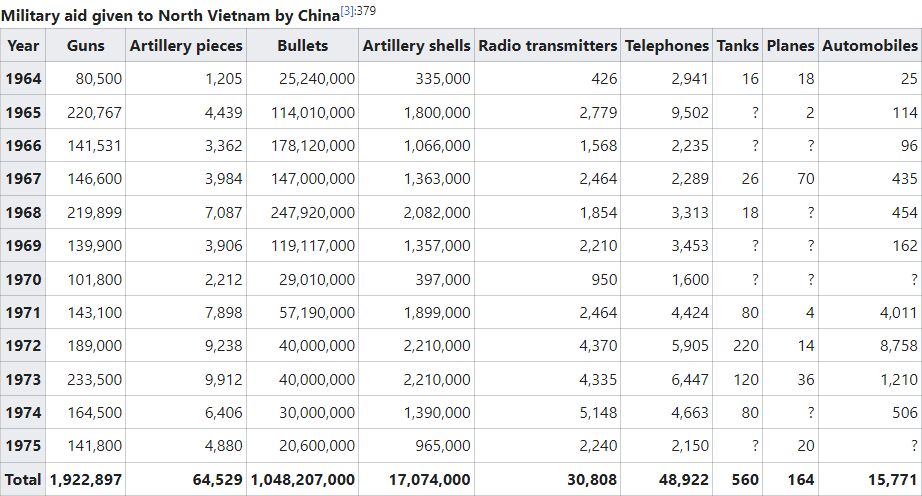 Military aid given to North Vietnam by China[3]:379
Year Guns Artillery pieces Bullets Artillery shells Radio transmitters Telephones Tanks Planes Automobiles
1964 80,500 1,205 25,240,000 335,000 426 2,941 16 18 25
1965 220,767 4,439 114,010,000 1,800,000 2,779 9,502 ? 2 114
1966 141,531 3,362 178,120,000 1,066,000 1,568 2,235 ? ? 96
1967 146,600 3,984 147,000,000 1,363,000 2,464 2,289 26 70 435
1968 219,899 7,087 247,920,000 2,082,000 1,854 3,313 18 ? 454
1969 139,900 3,906 119,117,000 1,357,000 2,210 3,453 ? ? 162
1970 101,800 2,212 29,010,000 397,000 950 1,600 ? ? ?
1971 143,100 7,898 57,190,000 1,899,000 2,464 4,424 80 4 4,011
1972 189,000 9,238 40,000,000 2,210,000 4,370 5,905 220 14 8,758
1973 233,500 9,912 40,000,000 2,210,000 4,335 6,447 120 36 1,210
1974 164,500 6,406 30,000,000 1,390,000 5,148 4,663 80 ? 506
1975 141,800 4,880 20,600,000 965,000 2,240 2,150 ? 20 ?
Total 1,922,897 64,529 1,048,207,000 17,074,000 30,808 48,922 560 164 15,771